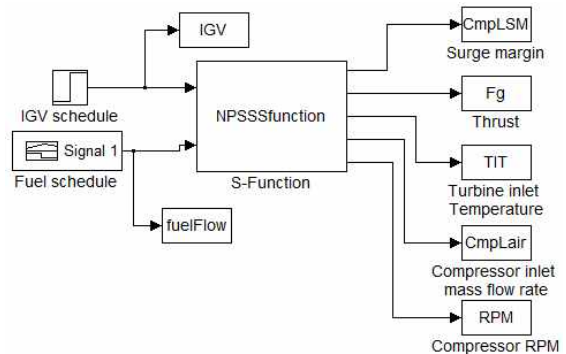 IGV
IGV schedule
Signal 1
Fuel schedule
fuelFlow
NPSSSfunction
S-Function
CmpLSM
Surge margin
Fg
Thrust
TIT
Turbine inlet
Temperature
CmpLair
Compressor inlet
mass flow rate
RPM
Compressor RPM